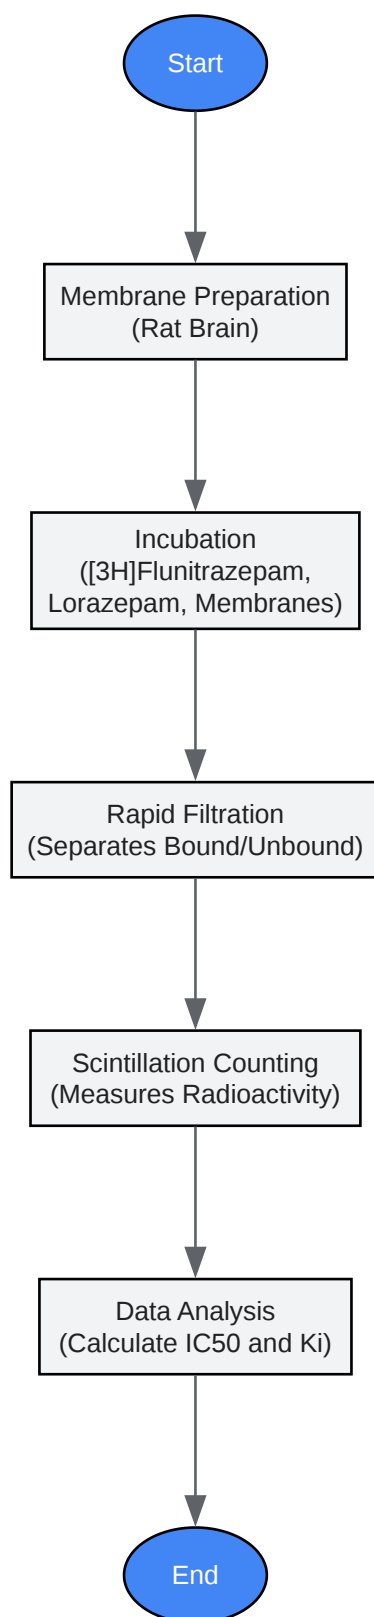 Start
Membrane Preparation
(Rat Brain)
Incubation
([3H]Flunitrazepam,
Lorazepam, Membranes)
Rapid Filtration
(Separates Bound/Unbound)
Scintillation Counting
(Measures Radioactivity)
Data Analysis
(Calculate IC50 and Ki)
End